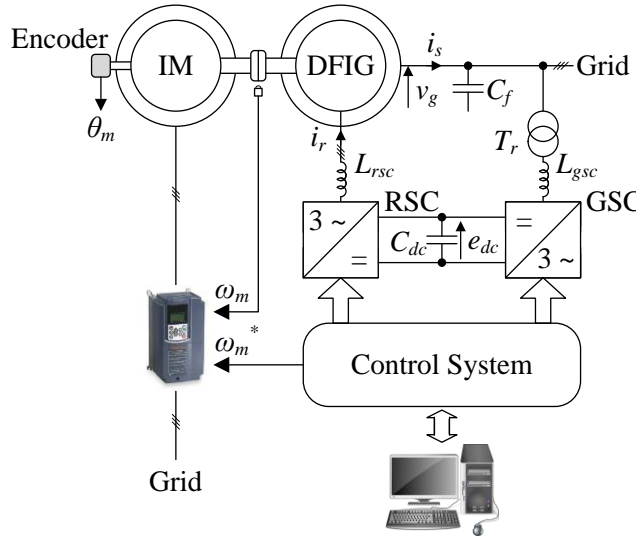 Encoder
IM
DFIG
i_s
Grid
θ_m
v_g
C_f
i_r
T_r
L_rsc
L_gsc
RSC
GSC
3 ~
=
C_dc
e_dc
=
3 ~
ω_m
ω_m^*
Control System
Grid